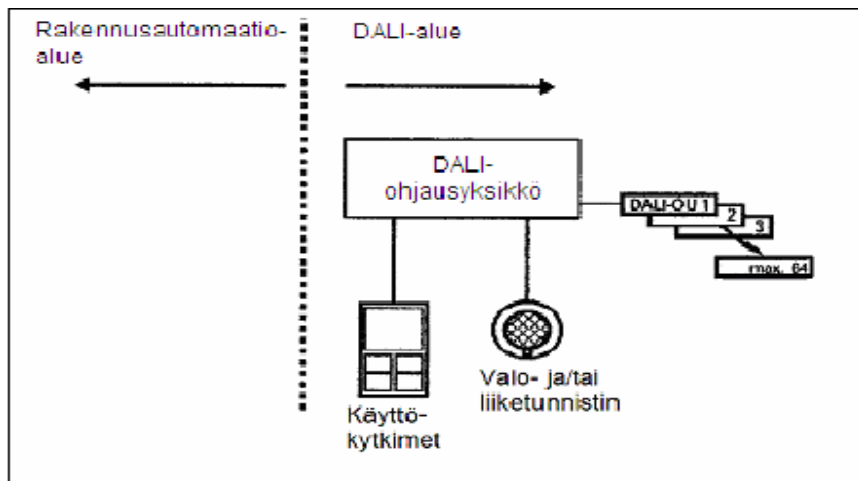 Rakennusautomaatio-
alue
DALI-alue
DALI-
ohjausyksikkö
DALI-OU 1
2
3
max. 64
Käyttö-
kytkimet
Valo- ja/tai
liiketunnistin